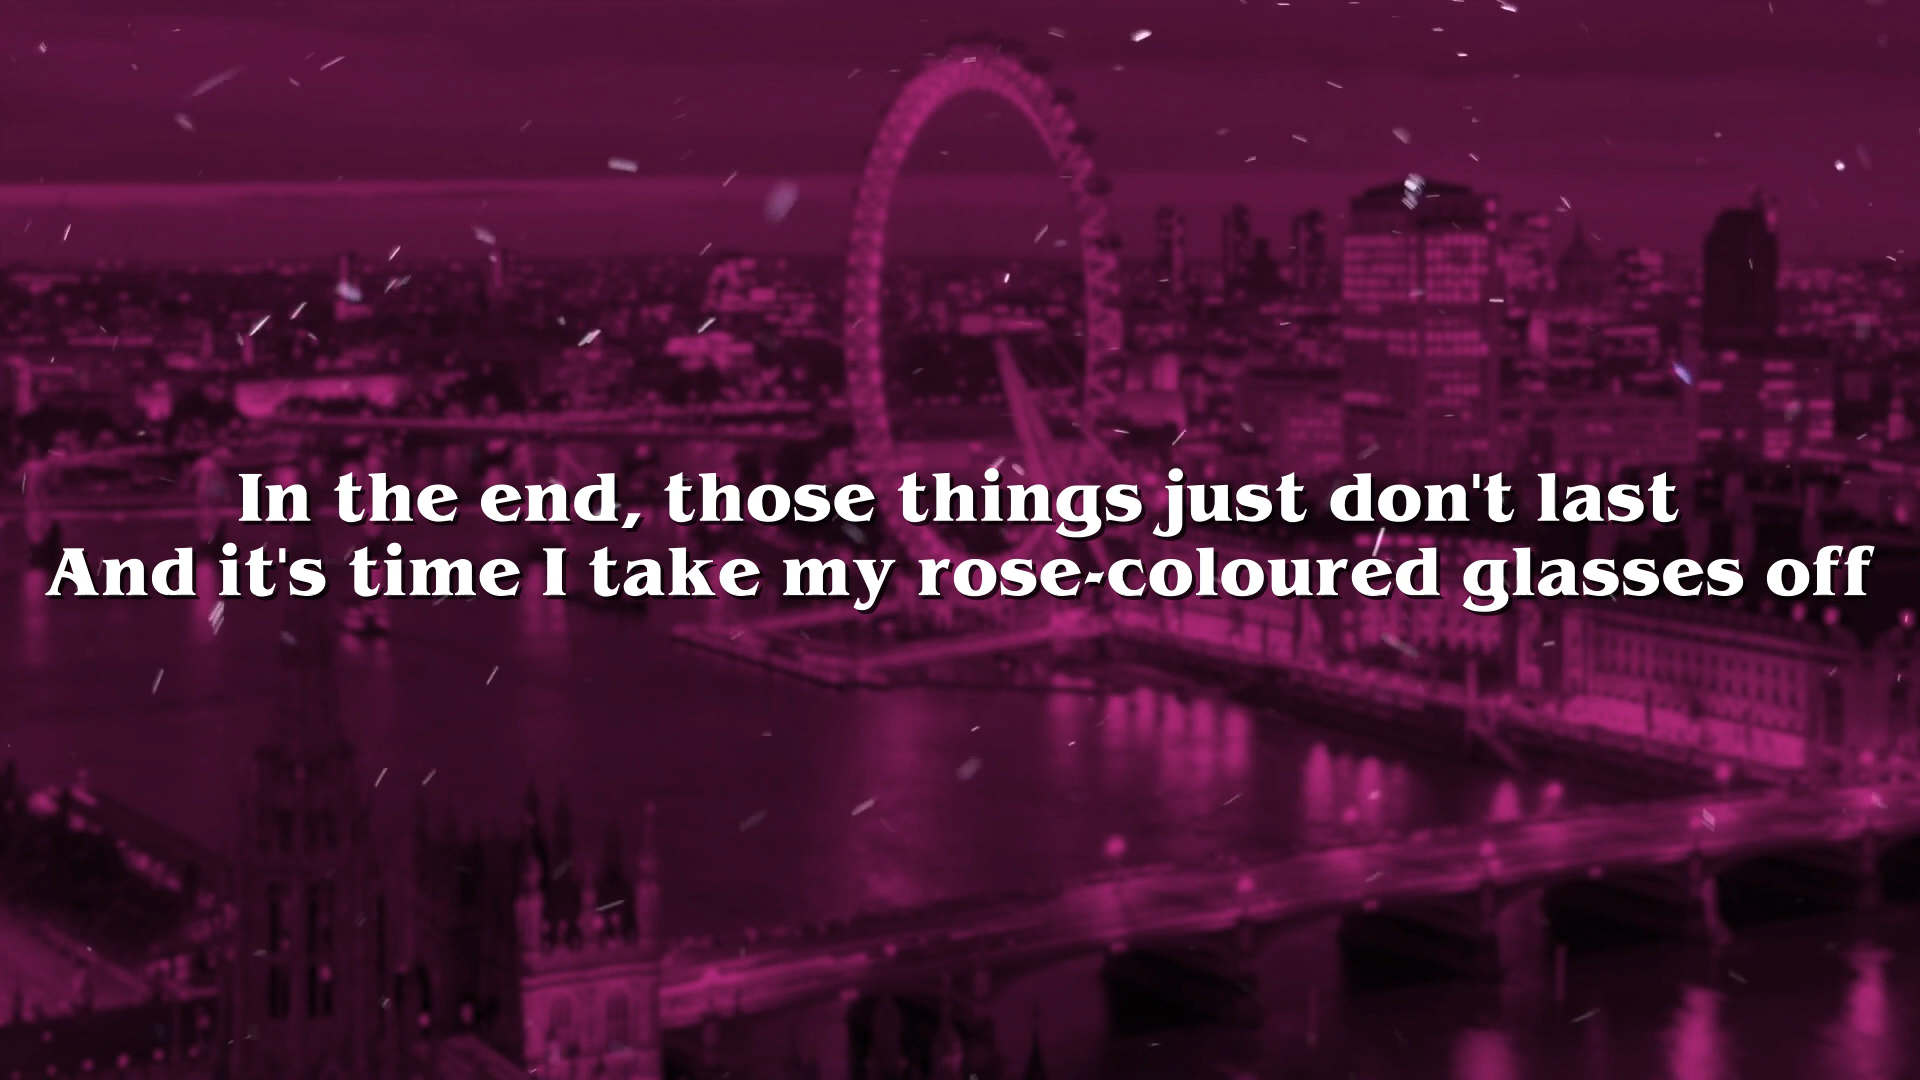 In the end, those things just don't last
And it's time I take my rose-coloured glasses off